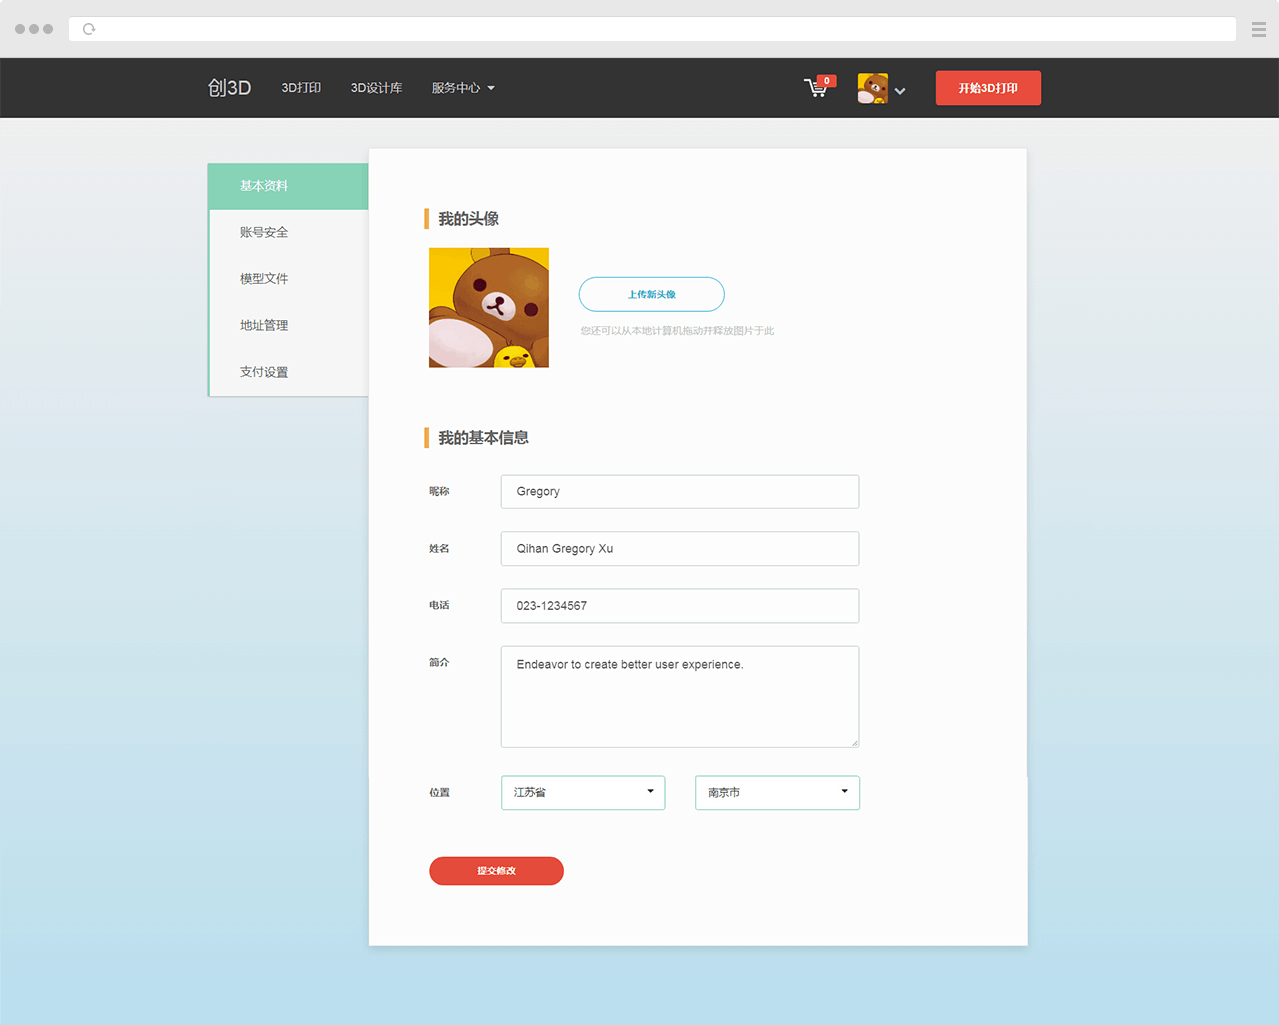 创3D
3D打印
3D设计库
服务中心
0
开始3D打印
基本资料
账号安全
模型文件
地址管理
支付设置
我的头像
上传新头像
您还可以从本地计算机拖动并释放图片于此
我的基本信息
昵称 Gregory
姓名 Qihan Gregory Xu
电话 023-1234567
简介 Endeavor to create better user experience.
位置 江苏省 南京市
提交修改